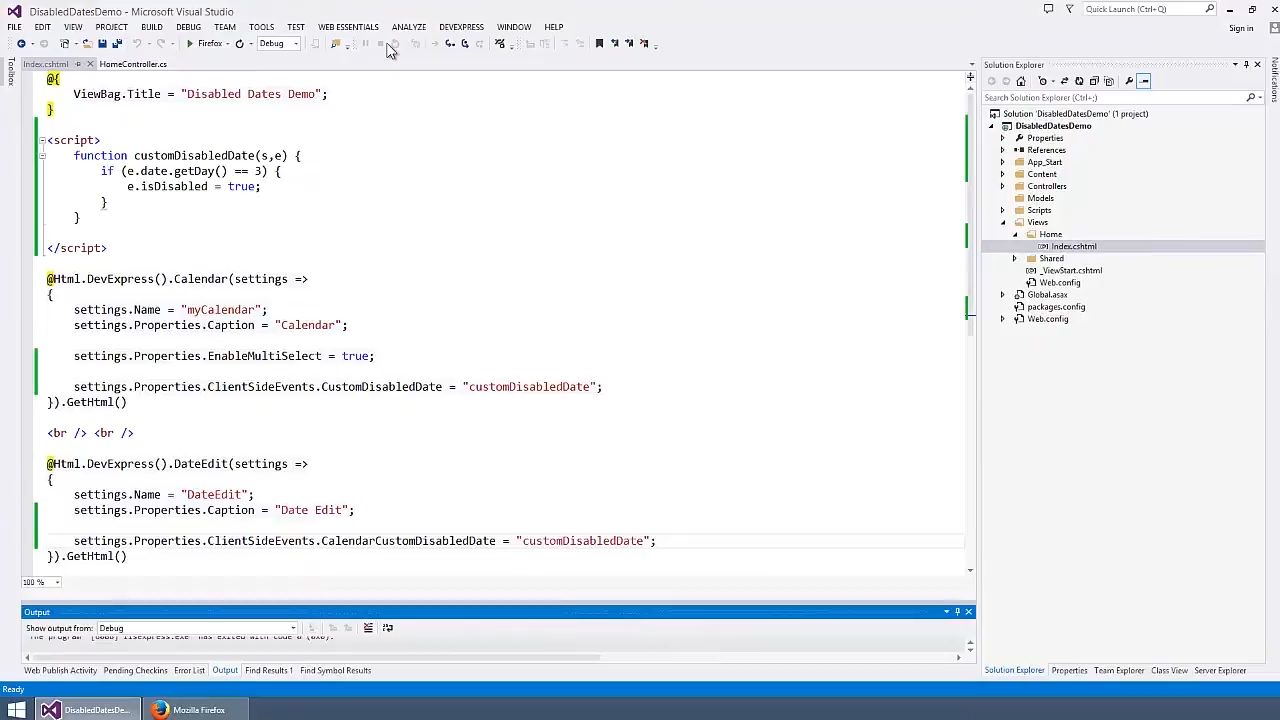 DisabledDatesDemo - Microsoft Visual Studio
Quick Launch (Ctrl+Q)
FILE EDIT VIEW PROJECT BUILD DEBUG TEAM TOOLS TEST WEB ESSENTIALS ANALYZE DEVEXPRESS WINDOW HELP
Sign in
Firefox Debug
Toolbox
Index.cshtml HomeController.cs
@{
ViewBag.Title = "Disabled Dates Demo";
}
<script>
function customDisabledDate(s,e) {
if (e.date.getDay() == 3) {
e.isDisabled = true;
}
}
</script>
@Html.DevExpress().Calendar(settings =>
{
settings.Name = "myCalendar";
settings.Properties.Caption = "Calendar";
settings.Properties.EnableMultiSelect = true;
settings.Properties.ClientSideEvents.CustomDisabledDate = "customDisabledDate";
}).GetHtml()
<br /> <br />
@Html.DevExpress().DateEdit(settings =>
{
settings.Name = "DateEdit";
settings.Properties.Caption = "Date Edit";
settings.Properties.ClientSideEvents.CalendarCustomDisabledDate = "customDisabledDate";
}).GetHtml()
100 %
Output
Show output from: Debug
Web Publish Activity Pending Checkins Error List Output Find Results 1 Find Symbol Results
Solution Explorer
Search Solution Explorer (Ctrl+;)
Solution 'DisabledDatesDemo' (1 project)
DisabledDatesDemo
Properties
References
App_Start
Content
Controllers
Models
Scripts
Views
Home
Index.cshtml
Shared
_ViewStart.cshtml
Web.config
Global.asax
packages.config
Web.config
Solution Explorer Properties Team Explorer Class View Server Explorer
Notifications
Ready
DisabledDatesDe... Mozilla Firefox